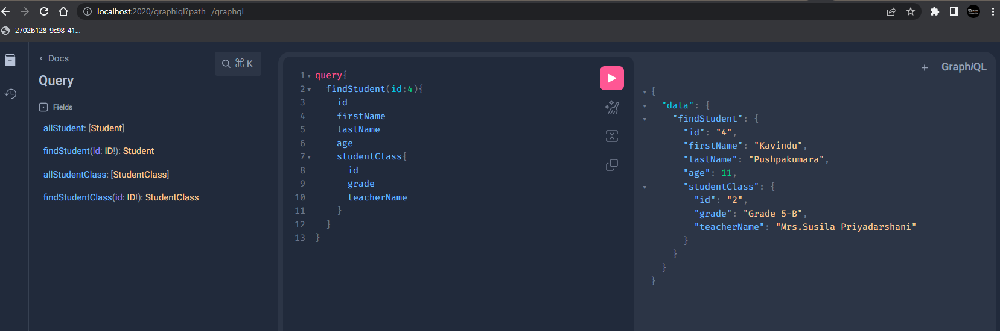 localhost:2020/graphiql?path=/graphql
2702b128-9c98-41...
Docs
⌘ K
Query
Fields
allStudent: [Student]
findStudent(id: ID!): Student
allStudentClass: [StudentClass]
findStudentClass(id: ID!): StudentClass
1 query{
2 findStudent(id:4){
3 id
4 firstName
5 lastName
6 age
7 studentClass{
8 id
9 grade
10 teacherName
11 }
12 }
13 }
+ GraphiQL
{
"data": {
"findStudent": {
"id": "4",
"firstName": "Kavindu",
"lastName": "Pushpakumara",
"age": 11,
"studentClass": {
"id": "2",
"grade": "Grade 5-B",
"teacherName": "Mrs.Susila Priyadarshani"
}
}
}
}